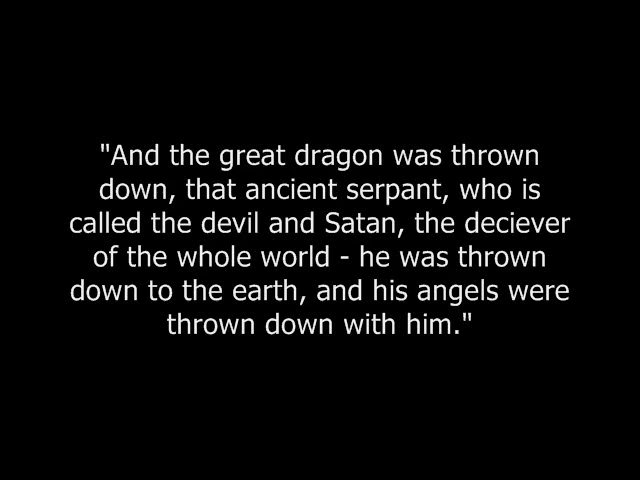 "And the great dragon was thrown
down, that ancient serpant, who is
called the devil and Satan, the deciever
of the whole world - he was thrown
down to the earth, and his angels were
thrown down with him."